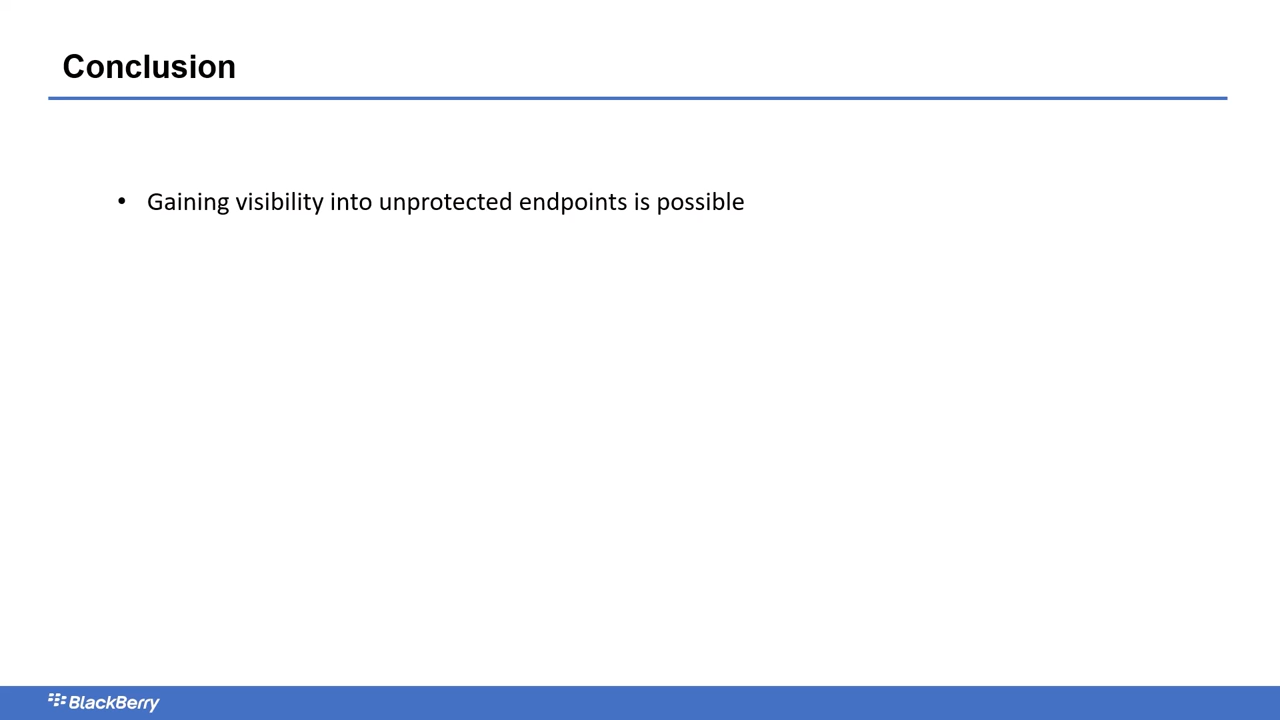 Conclusion
• Gaining visibility into unprotected endpoints is possible
BlackBerry